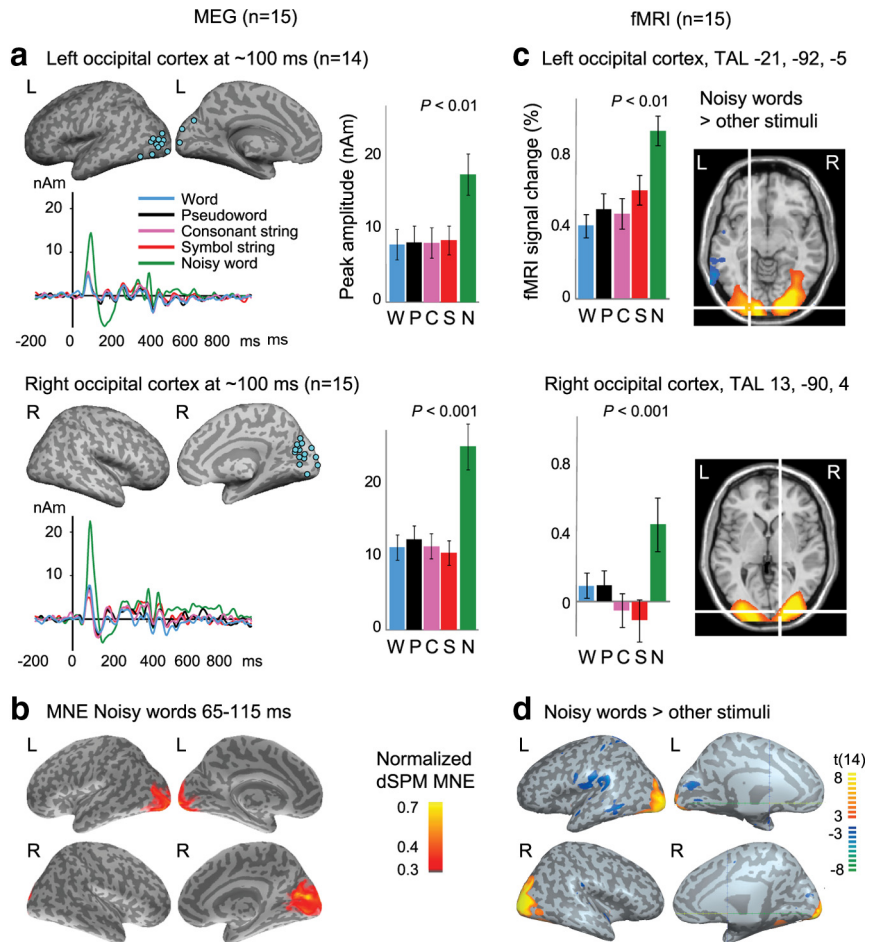 MEG (n=15)
fMRI (n=15)
a
Left occipital cortex at ~100 ms (n=14)
L
L
nAm
20
10
Word
Pseudoword
Consonant string
Symbol string
Noisy word
-200 0 200 400 600 800 ms ms
P < 0.01
Peak amplitude (nAm)
20
10
0
W P C S N
Right occipital cortex at ~100 ms (n=15)
R
R
nAm
20
10
-200 0 200 400 600 800 ms
P < 0.001
20
10
0
W P C S N
b
MNE Noisy words 65-115 ms
L
L
R
R
Normalized
dSPM MNE
0.7
0.4
0.3
c
Left occipital cortex, TAL -21, -92, -5
P < 0.01
fMRI signal change (%)
0.8
0.4
0
W P C S N
Noisy words
> other stimuli
L R
Right occipital cortex, TAL 13, -90, 4
P < 0.001
0.8
0.4
0
W P C S N
L R
d
Noisy words > other stimuli
L
L
R
R
t(14)
8
3
-3
-8